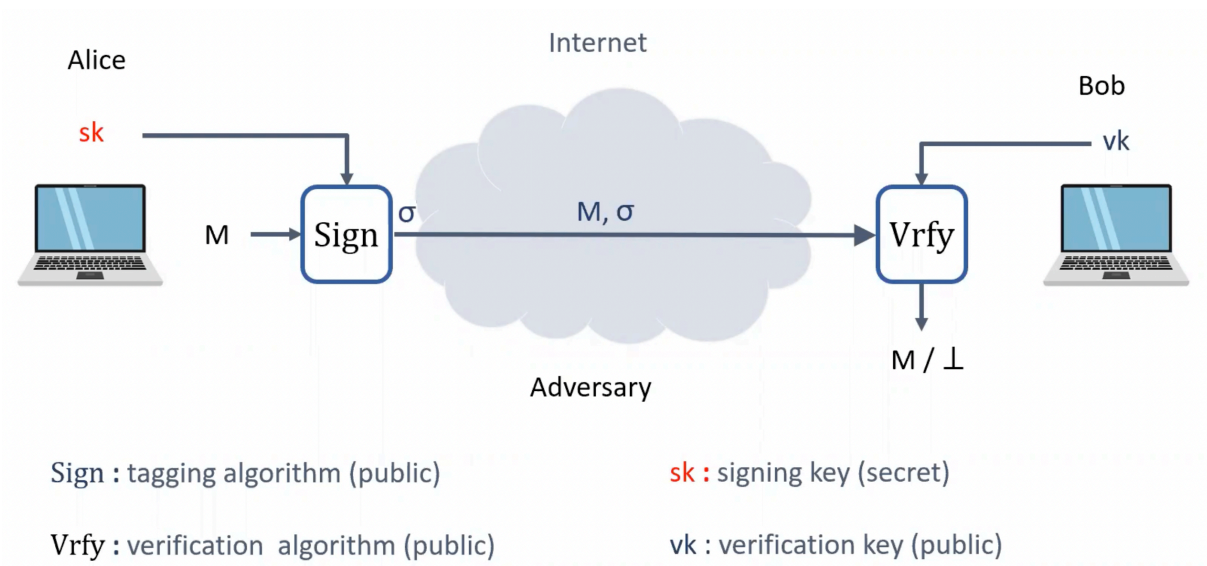 Internet
Alice
Bob
sk
vk
σ
M, σ
M
Sign
Vrfy
M / ⊥
Adversary
Sign : tagging algorithm (public)
sk : signing key (secret)
Vrfy : verification algorithm (public)
vk : verification key (public)